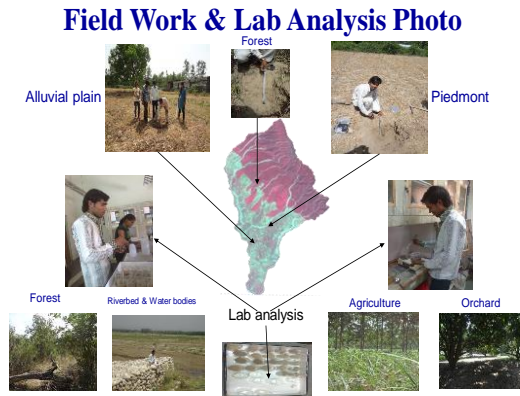 Field Work & Lab Analysis Photo
Forest
Alluvial plain
Piedmont
Forest
Riverbed & Water bodies
Lab analysis
Agriculture
Orchard